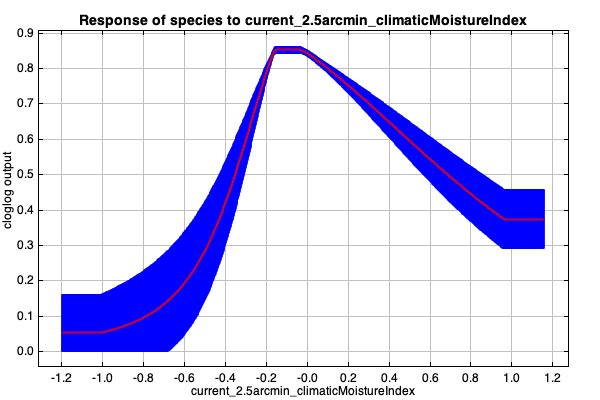 Response of species to current_2.5arcmin_climaticMoistureIndex
cloglog output
0.9
0.8
0.7
0.6
0.5
0.4
0.3
0.2
0.1
0.0
-1.2 -1.0 -0.8 -0.6 -0.4 -0.2 -0.0 0.2 0.4 0.6 0.8 1.0 1.2
current_2.5arcmin_climaticMoistureIndex